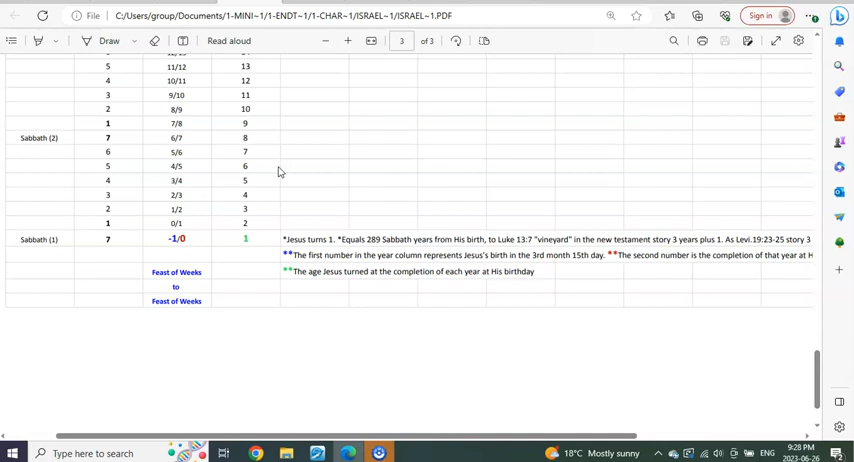 File
C:/Users/group/Documents/1-MINI~1/1-ENDT~1/1-CHAR~1/ISRAEL~1/ISRAEL~1.PDF
Sign in
Draw
Read aloud
3 of 3
5 11/12 13
4 10/11 12
3 9/10 11
2 8/9 10
1 7/8 9
Sabbath (2) 7 6/7 8
6 5/6 7
5 4/5 6
4 3/4 5
3 2/3 4
2 1/2 3
1 0/1 2
Sabbath (1) 7 -1/0 1 *Jesus turns 1. *Equals 289 Sabbath years from His birth, to Luke 13:7 "vineyard" in the new testament story 3 years plus 1. As Levi.19:23-25 story 3
**The first number in the year column represents Jesus's birth in the 3rd month 15th day. **The second number is the completion of that year at H
Feast of Weeks **The age Jesus turned at the completion of each year at His birthday
to
Feast of Weeks
Type here to search
18°C Mostly sunny
ENG
9:28 PM
2023-06-26